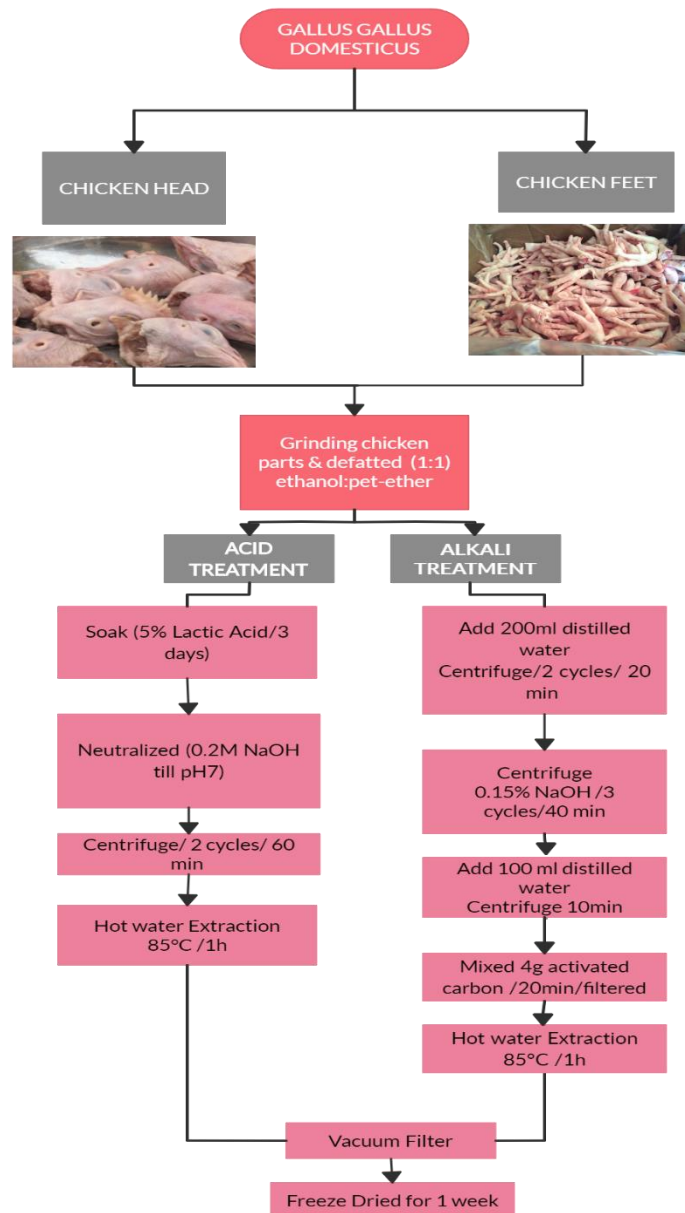 GALLUS GALLUS
DOMESTICUS
CHICKEN HEAD
CHICKEN FEET
Grinding chicken
parts & defatted (1:1)
ethanol:pet-ether
ACID
TREATMENT
ALKALI
TREATMENT
Soak (5% Lactic Acid/3
days)
Neutralized (0.2M NaOH
till pH7)
Centrifuge/ 2 cycles/ 60
min
Hot water Extraction
85°C /1h
Add 200ml distilled
water
Centrifuge/2 cycles/ 20
min
Centrifuge
0.15% NaOH /3
cycles/40 min
Add 100 ml distilled
water
Centrifuge 10min
Mixed 4g activated
carbon /20min/filtered
Hot water Extraction
85°C /1h
Vacuum Filter
Freeze Dried for 1 week